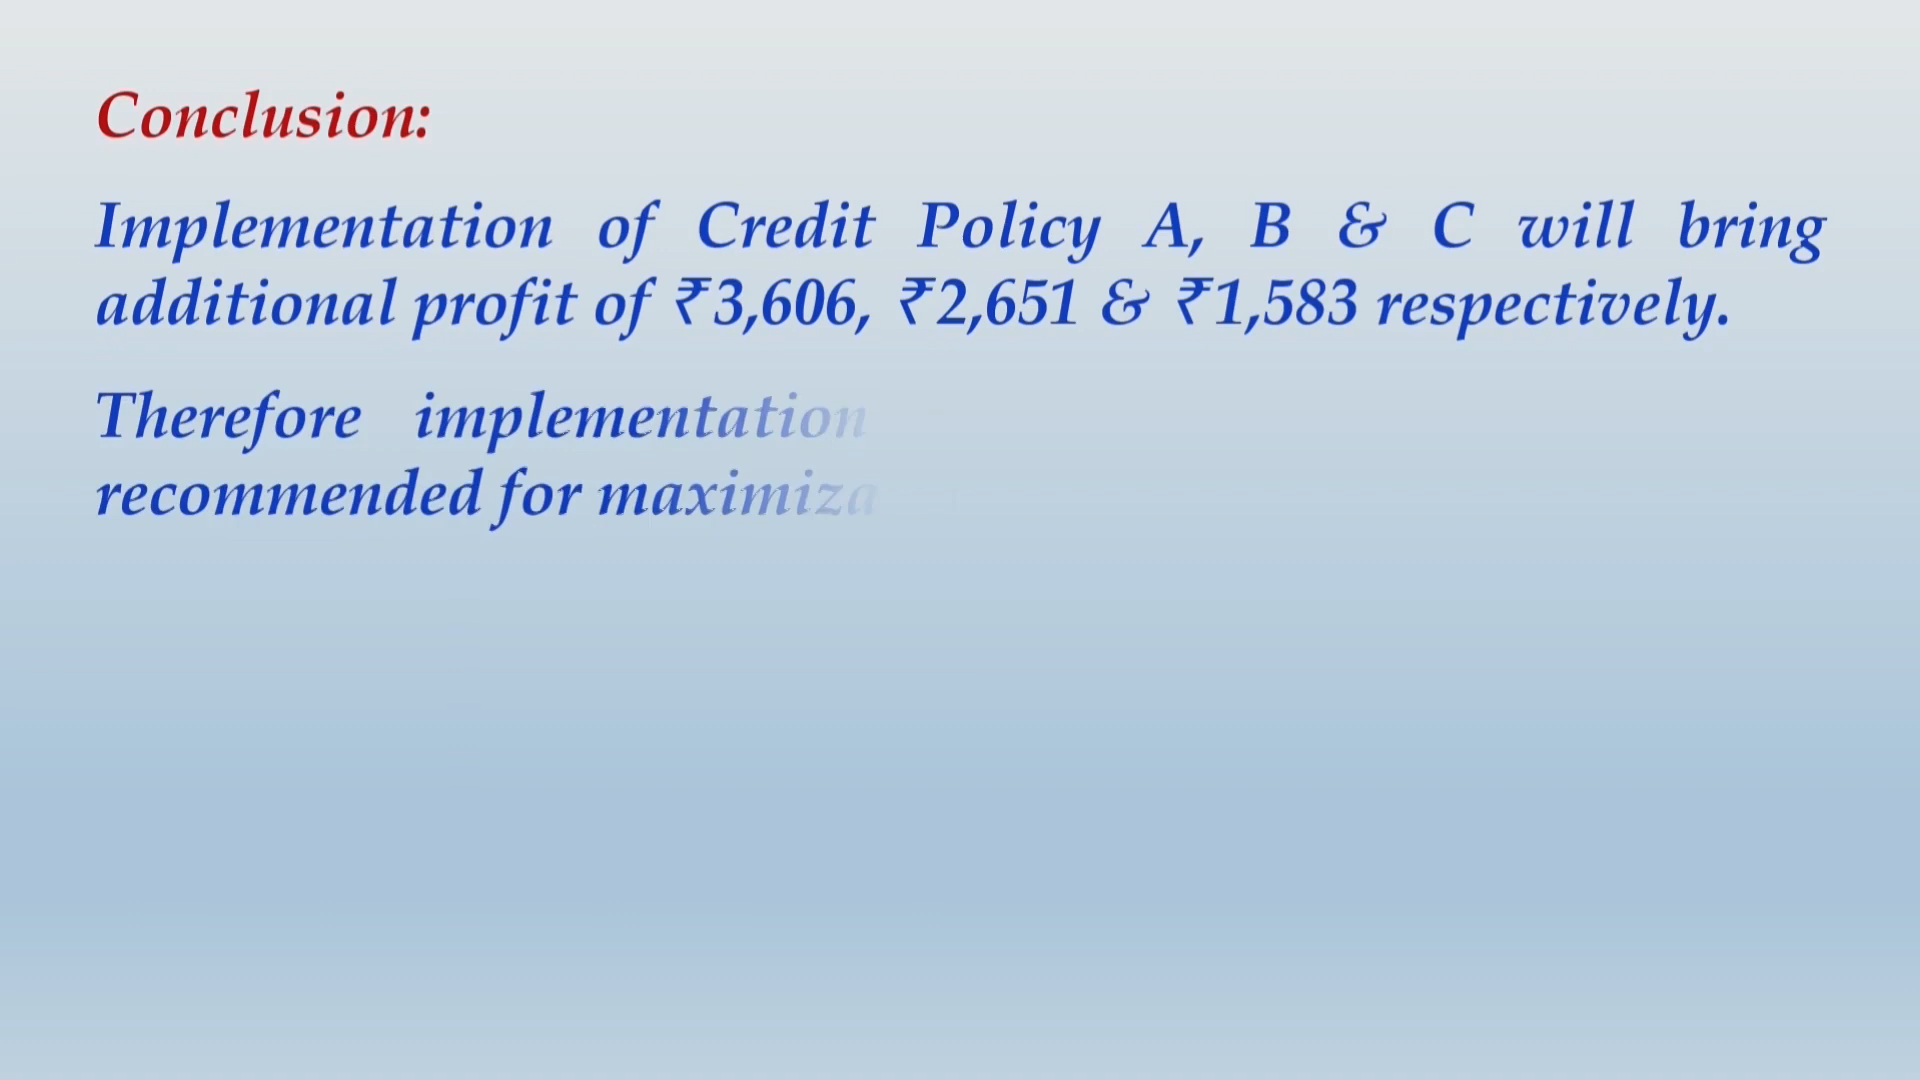 Conclusion:
Implementation of Credit Policy A, B & C will bring
additional profit of ₹3,606, ₹2,651 & ₹1,583 respectively.
Therefore implementation
recommended for